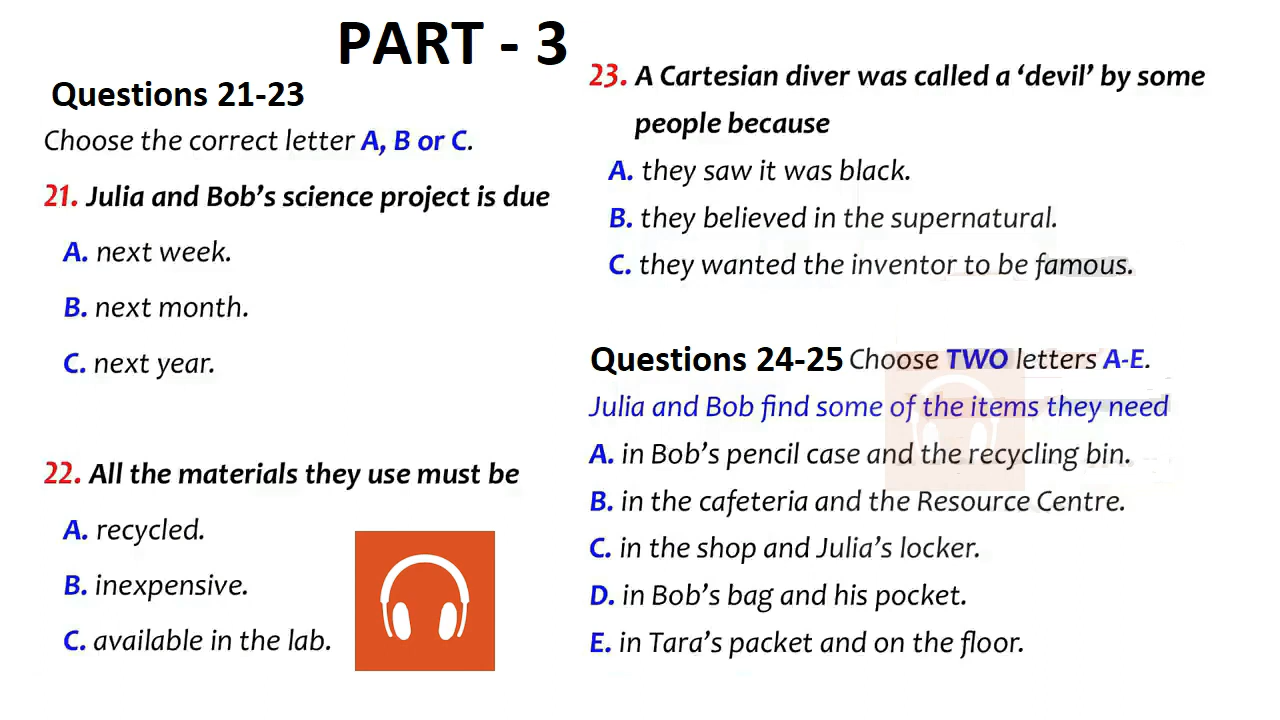 PART - 3
Questions 21-23
Choose the correct letter A, B or C.
21. Julia and Bob's science project is due
A. next week.
B. next month.
C. next year.
22. All the materials they use must be
A. recycled.
B. inexpensive.
C. available in the lab.
23. A Cartesian diver was called a ‘devil’ by some
people because
A. they saw it was black.
B. they believed in the supernatural.
C. they wanted the inventor to be famous.
Questions 24-25 Choose TWO letters A-E.
Julia and Bob find some of the items they need
A. in Bob's pencil case and the recycling bin.
B. in the cafeteria and the Resource Centre.
C. in the shop and Julia's locker.
D. in Bob's bag and his pocket.
E. in Tara's packet and on the floor.